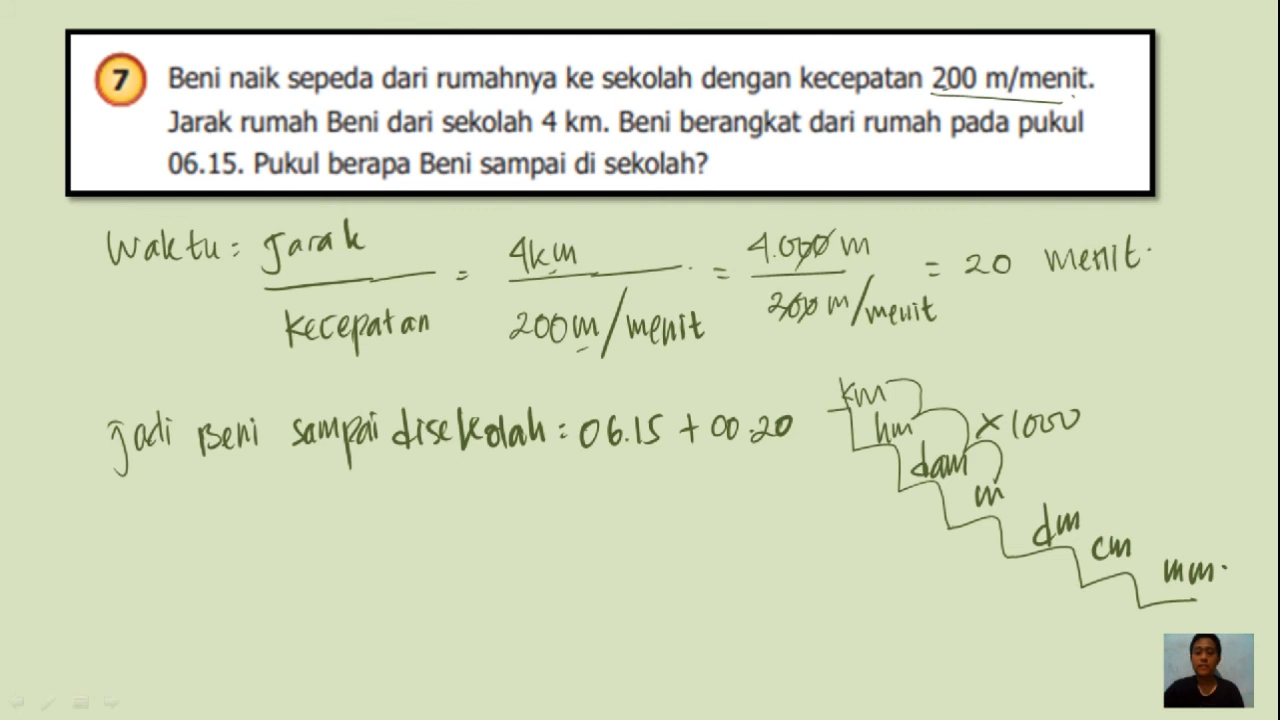 7
Beni naik sepeda dari rumahnya ke sekolah dengan kecepatan 200 m/menit.
Jarak rumah Beni dari sekolah 4 km. Beni berangkat dari rumah pada pukul
06.15. Pukul berapa Beni sampai di sekolah?
Waktu = Jarak / kecepatan = 4km / 200m/menit = 4.000 m / 200 m/menit = 20 menit.
Jadi Beni sampai disekolah = 06.15 + 00.20
km
hm
x 1000
dam
m
dm
cm
mm.